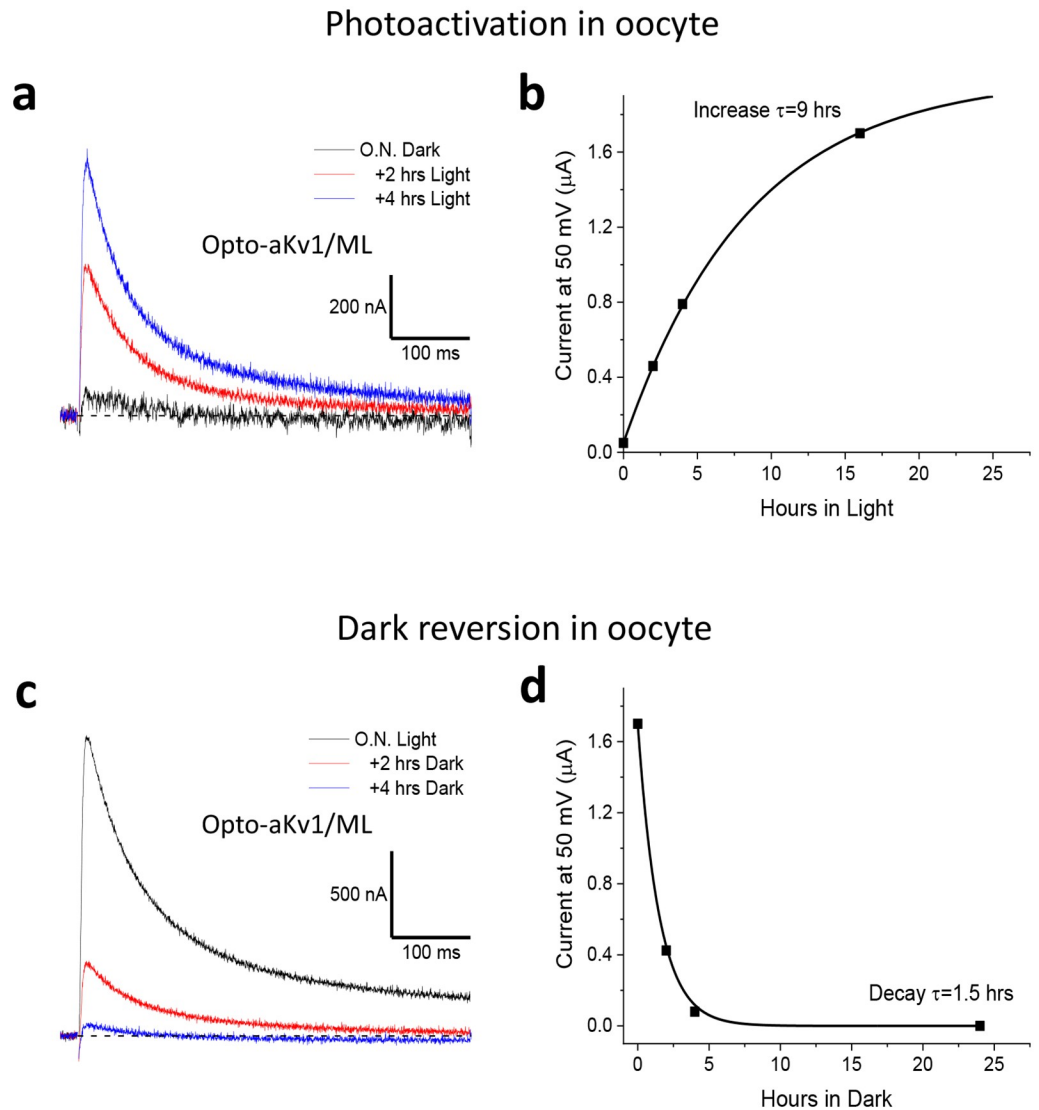 Photoactivation in oocyte
a
O.N. Dark
+2 hrs Light
+4 hrs Light
Opto-aKv1/ML
200 nA
100 ms
b
Increase τ=9 hrs
Current at 50 mV (μA)
1.6
1.2
0.8
0.4
0.0
0 5 10 15 20 25
Hours in Light
Dark reversion in oocyte
c
O.N. Light
+2 hrs Dark
+4 hrs Dark
Opto-aKv1/ML
500 nA
100 ms
d
Current at 50 mV (μA)
1.6
1.2
0.8
0.4
0.0
Decay τ=1.5 hrs
0 5 10 15 20 25
Hours in Dark